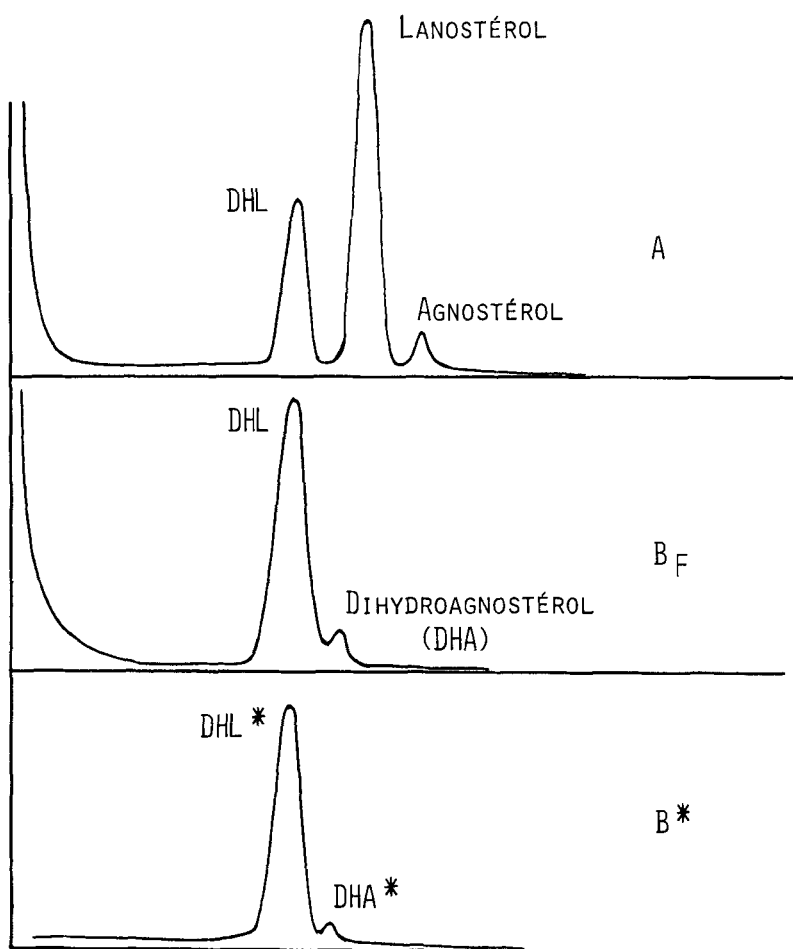 LANOSTÉROL
DHL
A
AGNOSTÉROL
DHL
B F
DIHYDROAGNOSTÉROL
(DHA)
DHL *
B *
DHA *